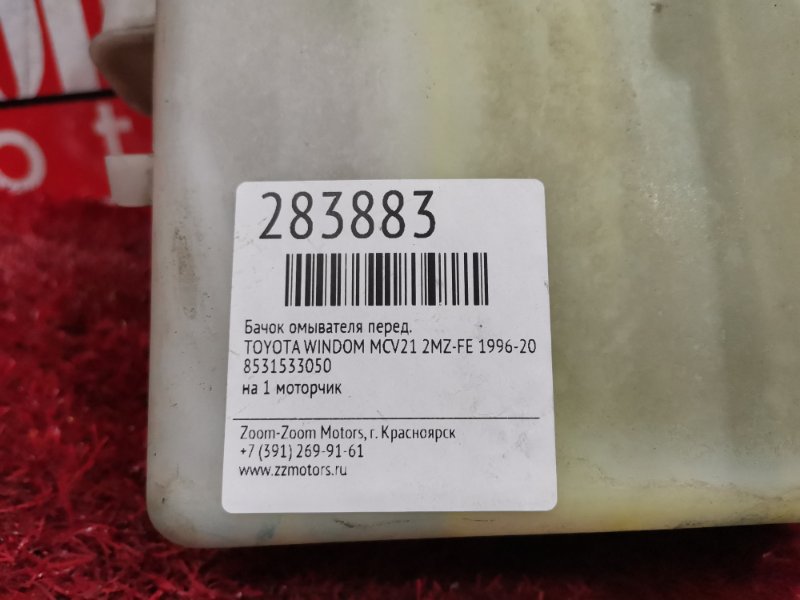 283883
Бачок омывателя перед.
TOYOTA WINDOM MCV21 2MZ-FE 1996-20
8531533050
на 1 моторчик
Zoom-Zoom Motors, г. Красноярск
+7 (391) 269-91-61
www.zzmotors.ru